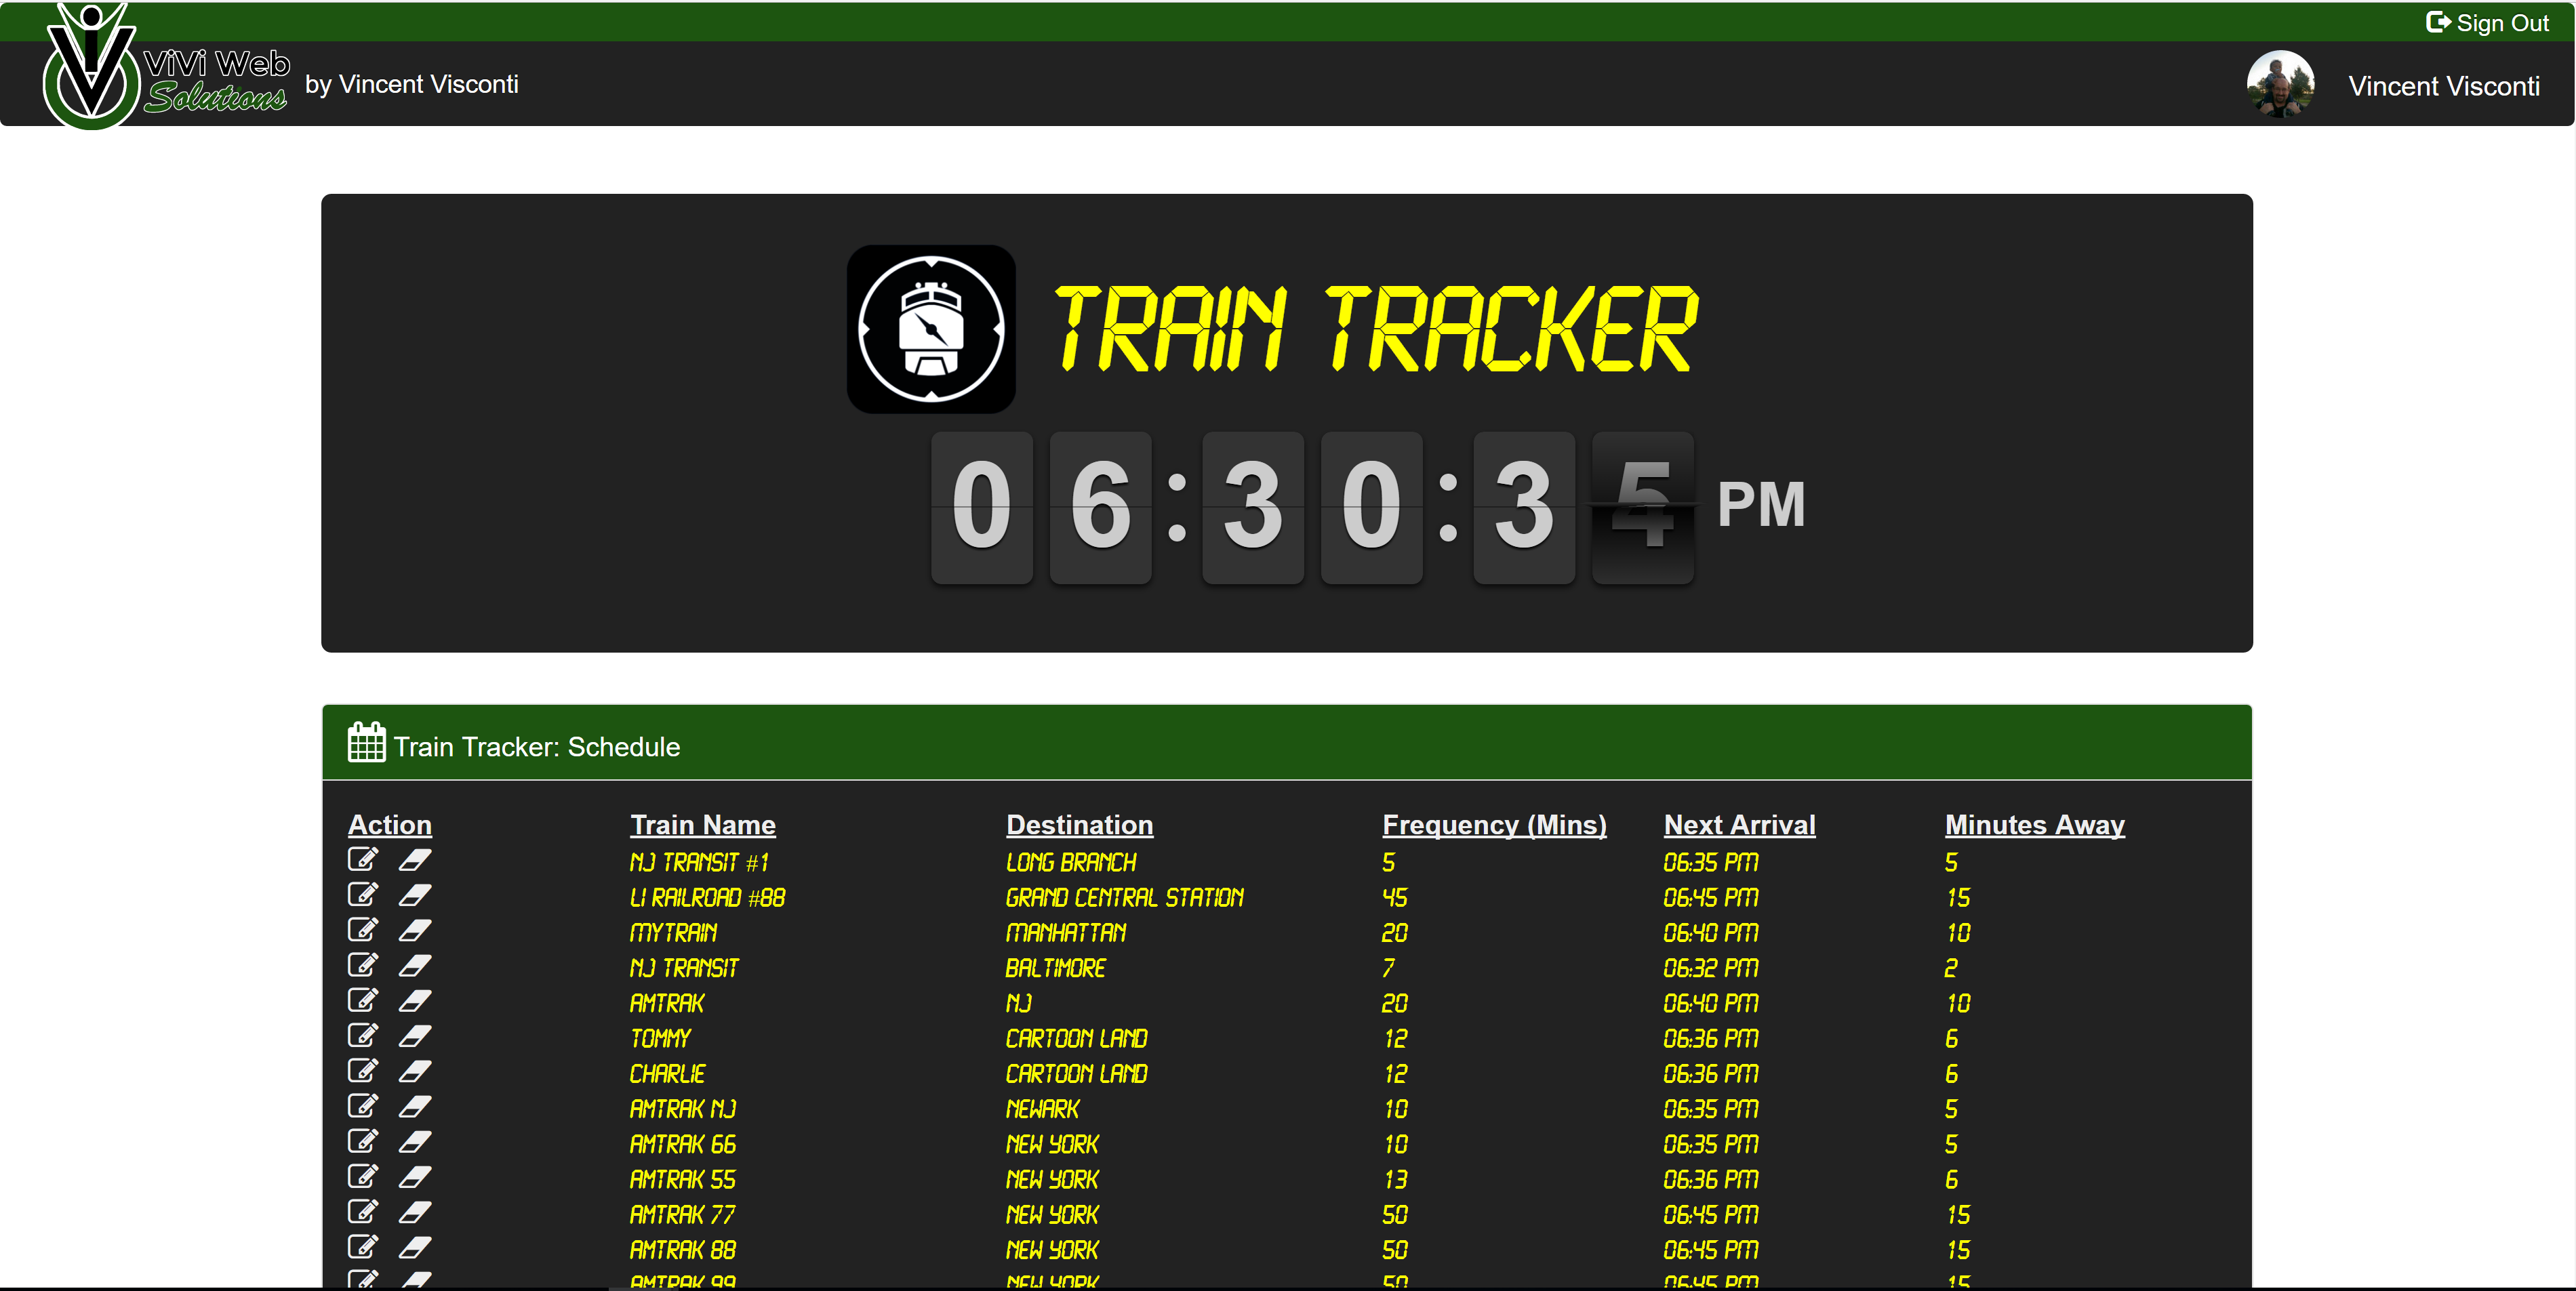 Sign Out
ViVi Web
Solutions
by Vincent Visconti
Vincent Visconti
TRAIN TRACKER
06:30:35 PM
Train Tracker: Schedule
Action Train Name Destination Frequency (Mins) Next Arrival Minutes Away
NJ TRANSIT #1 LONG BRANCH 5 06:35 PM 5
LI RAILROAD #88 GRAND CENTRAL STATION 45 06:45 PM 15
MYTRAIN MANHATTAN 20 06:40 PM 10
NJ TRANSIT BALTIMORE 7 06:32 PM 2
AMTRAK NJ 20 06:40 PM 10
TOMMY CARTOON LAND 12 06:36 PM 6
CHARLIE CARTOON LAND 12 06:36 PM 6
AMTRAK NJ NEWARK 10 06:35 PM 5
AMTRAK 66 NEW YORK 10 06:35 PM 5
AMTRAK 55 NEW YORK 13 06:36 PM 6
AMTRAK 77 NEW YORK 50 06:45 PM 15
AMTRAK 88 NEW YORK 50 06:45 PM 15
AMTRAK 99 NEW YORK 50 06:45 PM 15